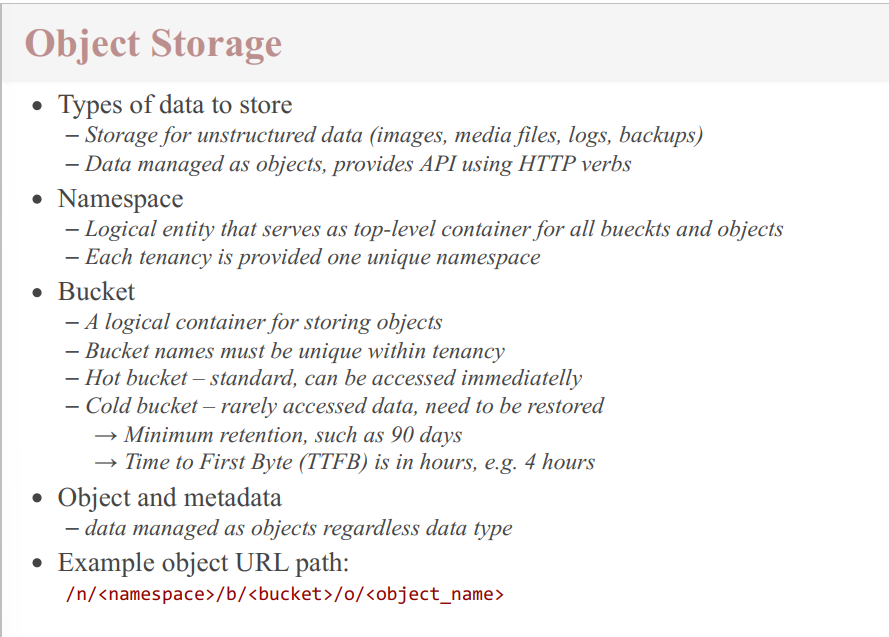 Object Storage
• Types of data to store
– Storage for unstructured data (images, media files, logs, backups)
– Data managed as objects, provides API using HTTP verbs
• Namespace
– Logical entity that serves as top-level container for all bueckts and objects
– Each tenancy is provided one unique namespace
• Bucket
– A logical container for storing objects
– Bucket names must be unique within tenancy
– Hot bucket – standard, can be accessed immediatelly
– Cold bucket – rarely accessed data, need to be restored
→ Minimum retention, such as 90 days
→ Time to First Byte (TTFB) is in hours, e.g. 4 hours
• Object and metadata
– data managed as objects regardless data type
• Example object URL path:
/n/<namespace>/b/<bucket>/o/<object_name>